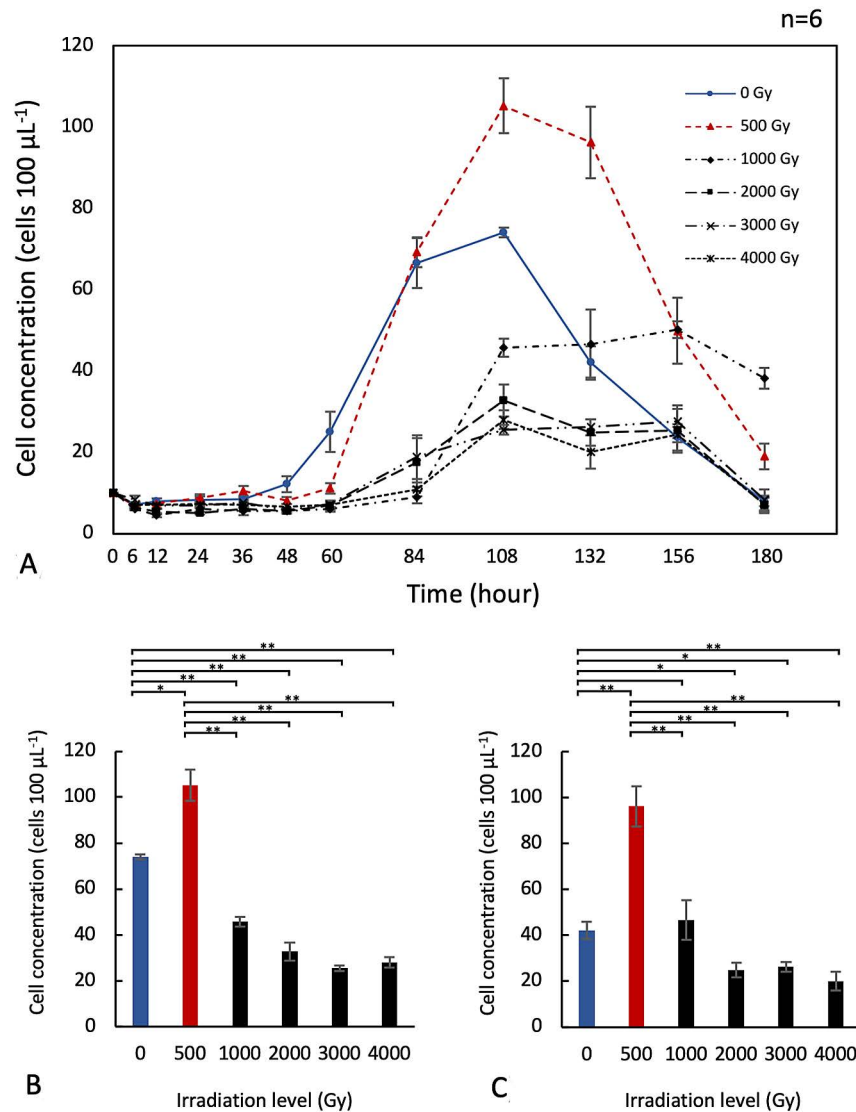 n=6
120
100
80
60
40
20
0
Cell concentration (cells 100 µL⁻¹)
0 Gy
500 Gy
1000 Gy
2000 Gy
3000 Gy
4000 Gy
0 6 12 24 36 48 60 84 108 132 156 180
Time (hour)
A
**
**
**
**
*
**
**
**
**
120
100
80
60
40
20
0
Cell concentration (cells 100 µL⁻¹)
0 500 1000 2000 3000 4000
Irradiation level (Gy)
B
**
*
*
**
**
**
**
**
120
100
80
60
40
20
0
Cell concentration (cells 100 µL⁻¹)
0 500 1000 2000 3000 4000
Irradiation level (Gy)
C